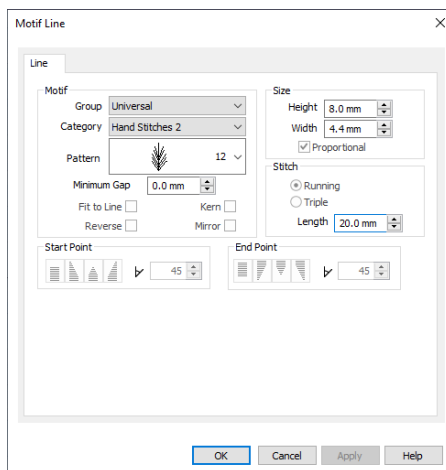 Motif Line
Line
Motif
Group Universal
Category Hand Stitches 2
Pattern 12
Minimum Gap 0.0 mm
Fit to Line Kern
Reverse Mirror
Size
Height 8.0 mm
Width 4.4 mm
Proportional
Stitch
Running
Triple
Length 20.0 mm
Start Point
45
End Point
45
OK Cancel Apply Help